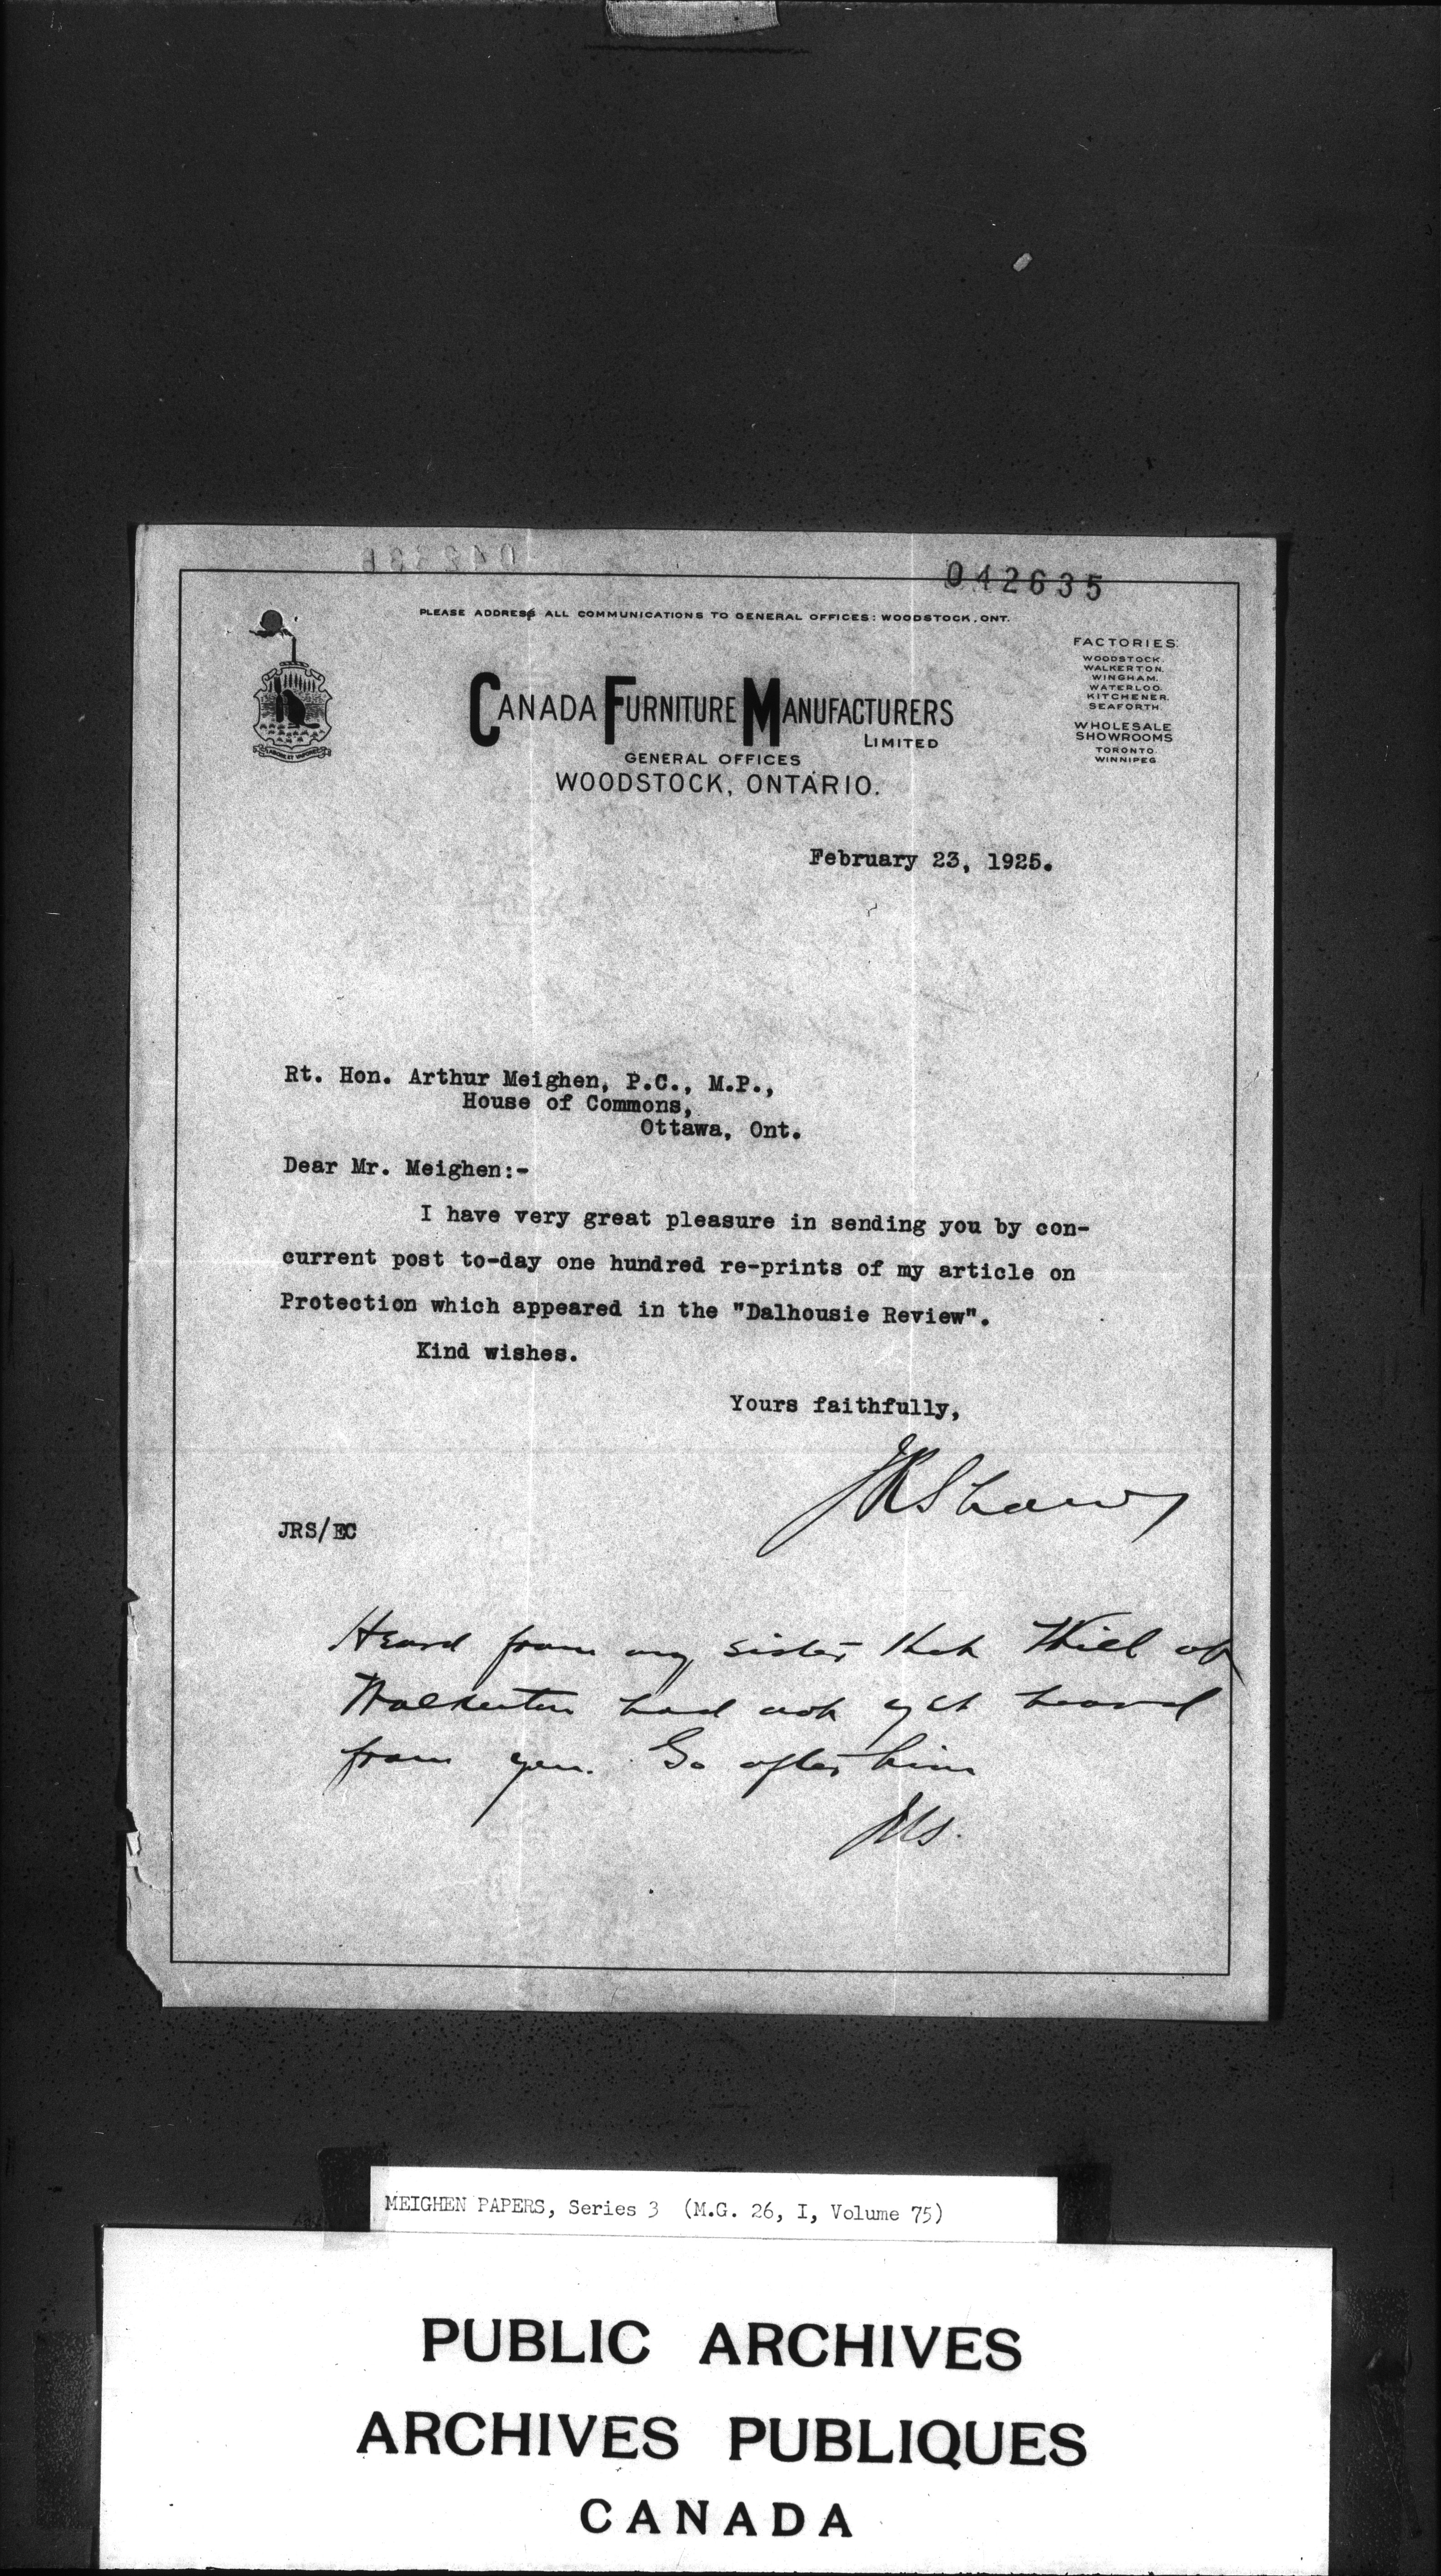 042635
PLEASE ADDRESS ALL COMMUNICATIONS TO GENERAL OFFICES: WOODSTOCK, ONT.
FACTORIES:
WOODSTOCK.
WALKERTON.
WINGHAM.
WATERLOO.
KITCHENER.
SEAFORTH.
WHOLESALE
SHOWROOMS
TORONTO.
WINNIPEG
CANADA FURNITURE MANUFACTURERS
LIMITED
GENERAL OFFICES
WOODSTOCK, ONTARIO.
February 23, 1925.
Rt. Hon. Arthur Meighen, P.C., M.P.,
House of Commons,
Ottawa, Ont.
Dear Mr. Meighen:-
I have very great pleasure in sending you by con-
current post to-day one hundred re-prints of my article on
Protection which appeared in the "Dalhousie Review".
Kind wishes.
Yours faithfully,
JRShaw
JRS/EC
Heard from my sister that of
Walkerton had not yet heard
from you. Go after him
JRS.
MEIGHEN PAPERS, Series 3 (M.G. 26, I, Volume 75)
PUBLIC ARCHIVES
ARCHIVES PUBLIQUES
CANADA